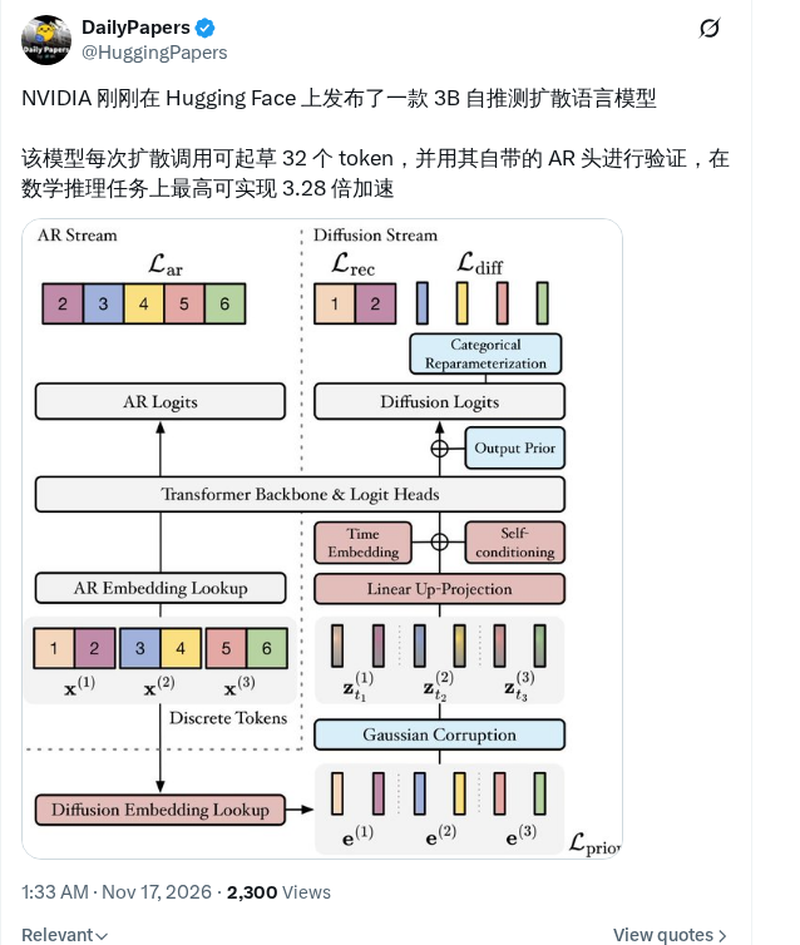 DailyPapers
@HuggingPapers
NVIDIA 刚刚在 Hugging Face 上发布了一款 3B 自推测扩散语言模型
该模型每次扩散调用可起草 32 个 token，并用其自带的 AR 头进行验证，在
数学推理任务上最高可实现 3.28 倍加速
AR Stream
Diffusion Stream
ℒar
ℒrec
ℒdiff
2 3 4 5 6
1 2
Categorical
Reparameterization
AR Logits
Diffusion Logits
Output Prior
Transformer Backbone & Logit Heads
Time
Embedding
Self-
conditioning
AR Embedding Lookup
Linear Up-Projection
1 2 3 4 5 6
x(1) x(2) x(3)
zt1(1) zt2(2) zt3(3)
Discrete Tokens
Gaussian Corruption
Diffusion Embedding Lookup
e(1) e(2) e(3)
ℒprior
1:33 AM · Nov 17, 2026 · 2,300 Views
Relevant
View quotes